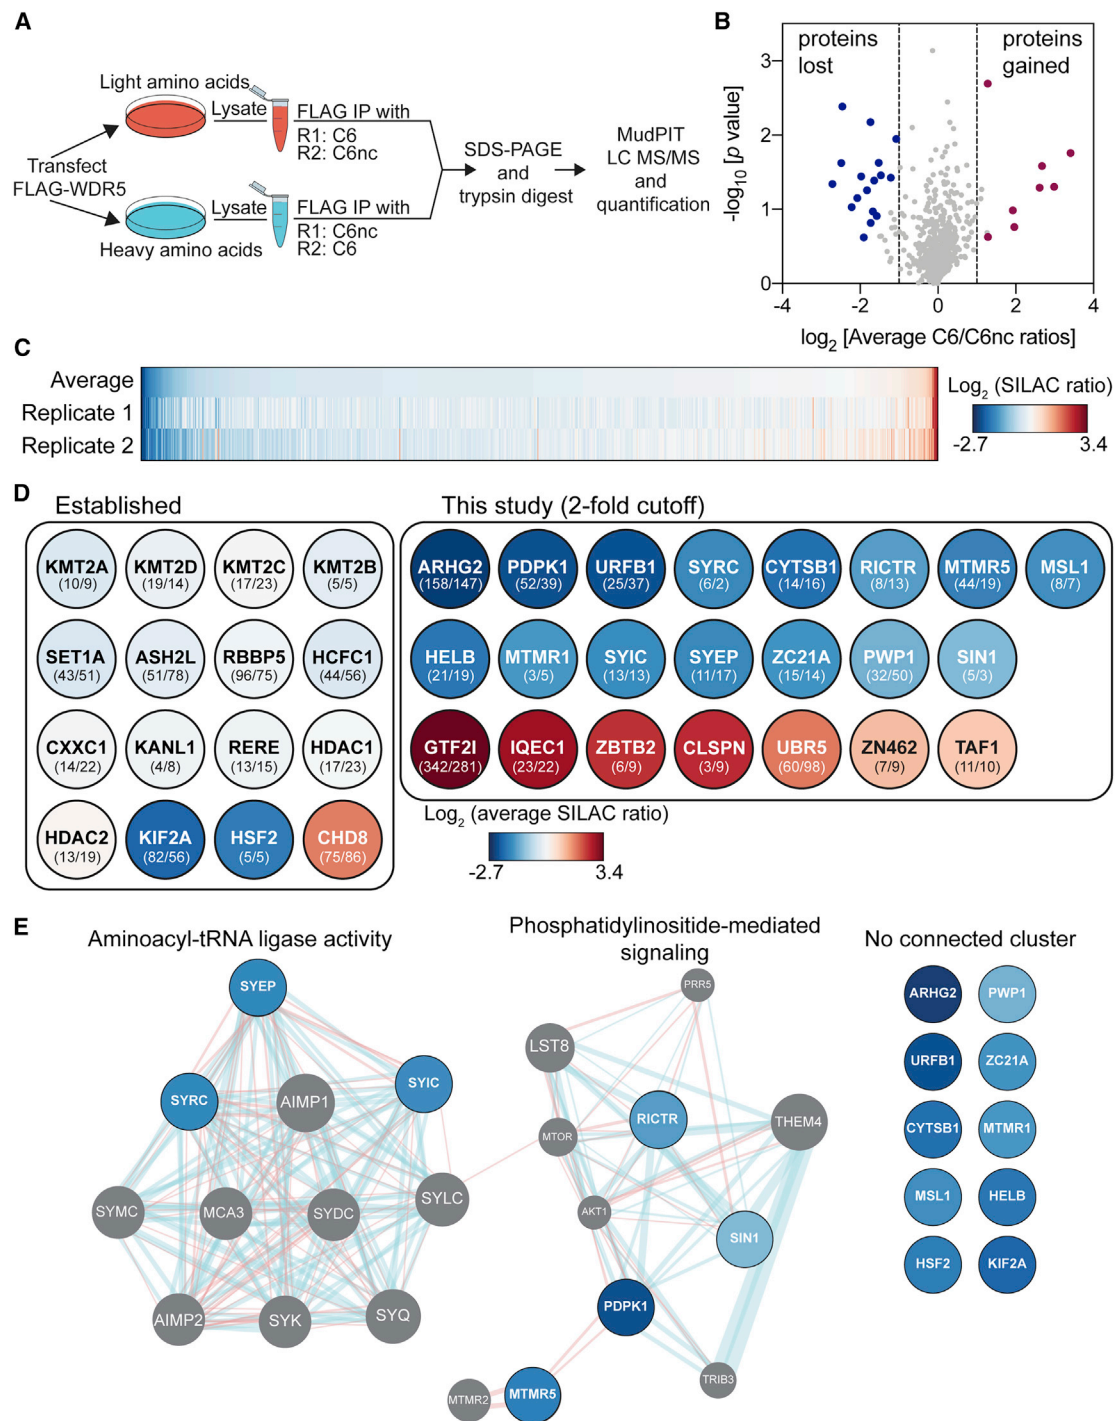 A
Light amino acids
Lysate
FLAG IP with
R1: C6
R2: C6nc
Transfect
FLAG-WDR5
Lysate
FLAG IP with
R1: C6nc
R2: C6
Heavy amino acids
SDS-PAGE
and
trypsin digest
MudPIT
LC MS/MS
and
quantification
B
proteins
lost
proteins
gained
-log10 [p value]
3
2
1
0
-4
-2
0
2
4
log2 [Average C6/C6nc ratios]
C
Average
Replicate 1
Replicate 2
Log2 (SILAC ratio)
-2.7
3.4
D
Established
KMT2A
(10/9)
KMT2D
(19/14)
KMT2C
(17/23)
KMT2B
(5/5)
SET1A
(43/51)
ASH2L
(51/78)
RBBP5
(96/75)
HCFC1
(44/56)
CXXC1
(14/22)
KANL1
(4/8)
RERE
(13/15)
HDAC1
(17/23)
HDAC2
(13/19)
KIF2A
(82/56)
HSF2
(5/5)
CHD8
(75/86)
This study (2-fold cutoff)
ARHG2
(158/147)
PDPK1
(52/39)
URFB1
(25/37)
SYRC
(6/2)
CYTSB1
(14/16)
RICTR
(8/13)
MTMR5
(44/19)
MSL1
(8/7)
HELB
(21/19)
MTMR1
(3/5)
SYIC
(13/13)
SYEP
(11/17)
ZC21A
(15/14)
PWP1
(32/50)
SIN1
(5/3)
GTF2I
(342/281)
IQEC1
(23/22)
ZBTB2
(6/9)
CLSPN
(3/9)
UBR5
(60/98)
ZN462
(7/9)
TAF1
(11/10)
Log2 (average SILAC ratio)
-2.7
3.4
E
Aminoacyl-tRNA ligase activity
SYEP
SYRC
AIMP1
SYIC
SYMC
MCA3
SYDC
SYLC
AIMP2
SYK
SYQ
Phosphatidylinositide-mediated
signaling
PRR5
LST8
RICTR
THEM4
MTOR
AKT1
SIN1
PDPK1
TRIB3
MTMR2
MTMR5
No connected cluster
ARHG2
PWP1
URFB1
ZC21A
CYTSB1
MTMR1
MSL1
HELB
HSF2
KIF2A